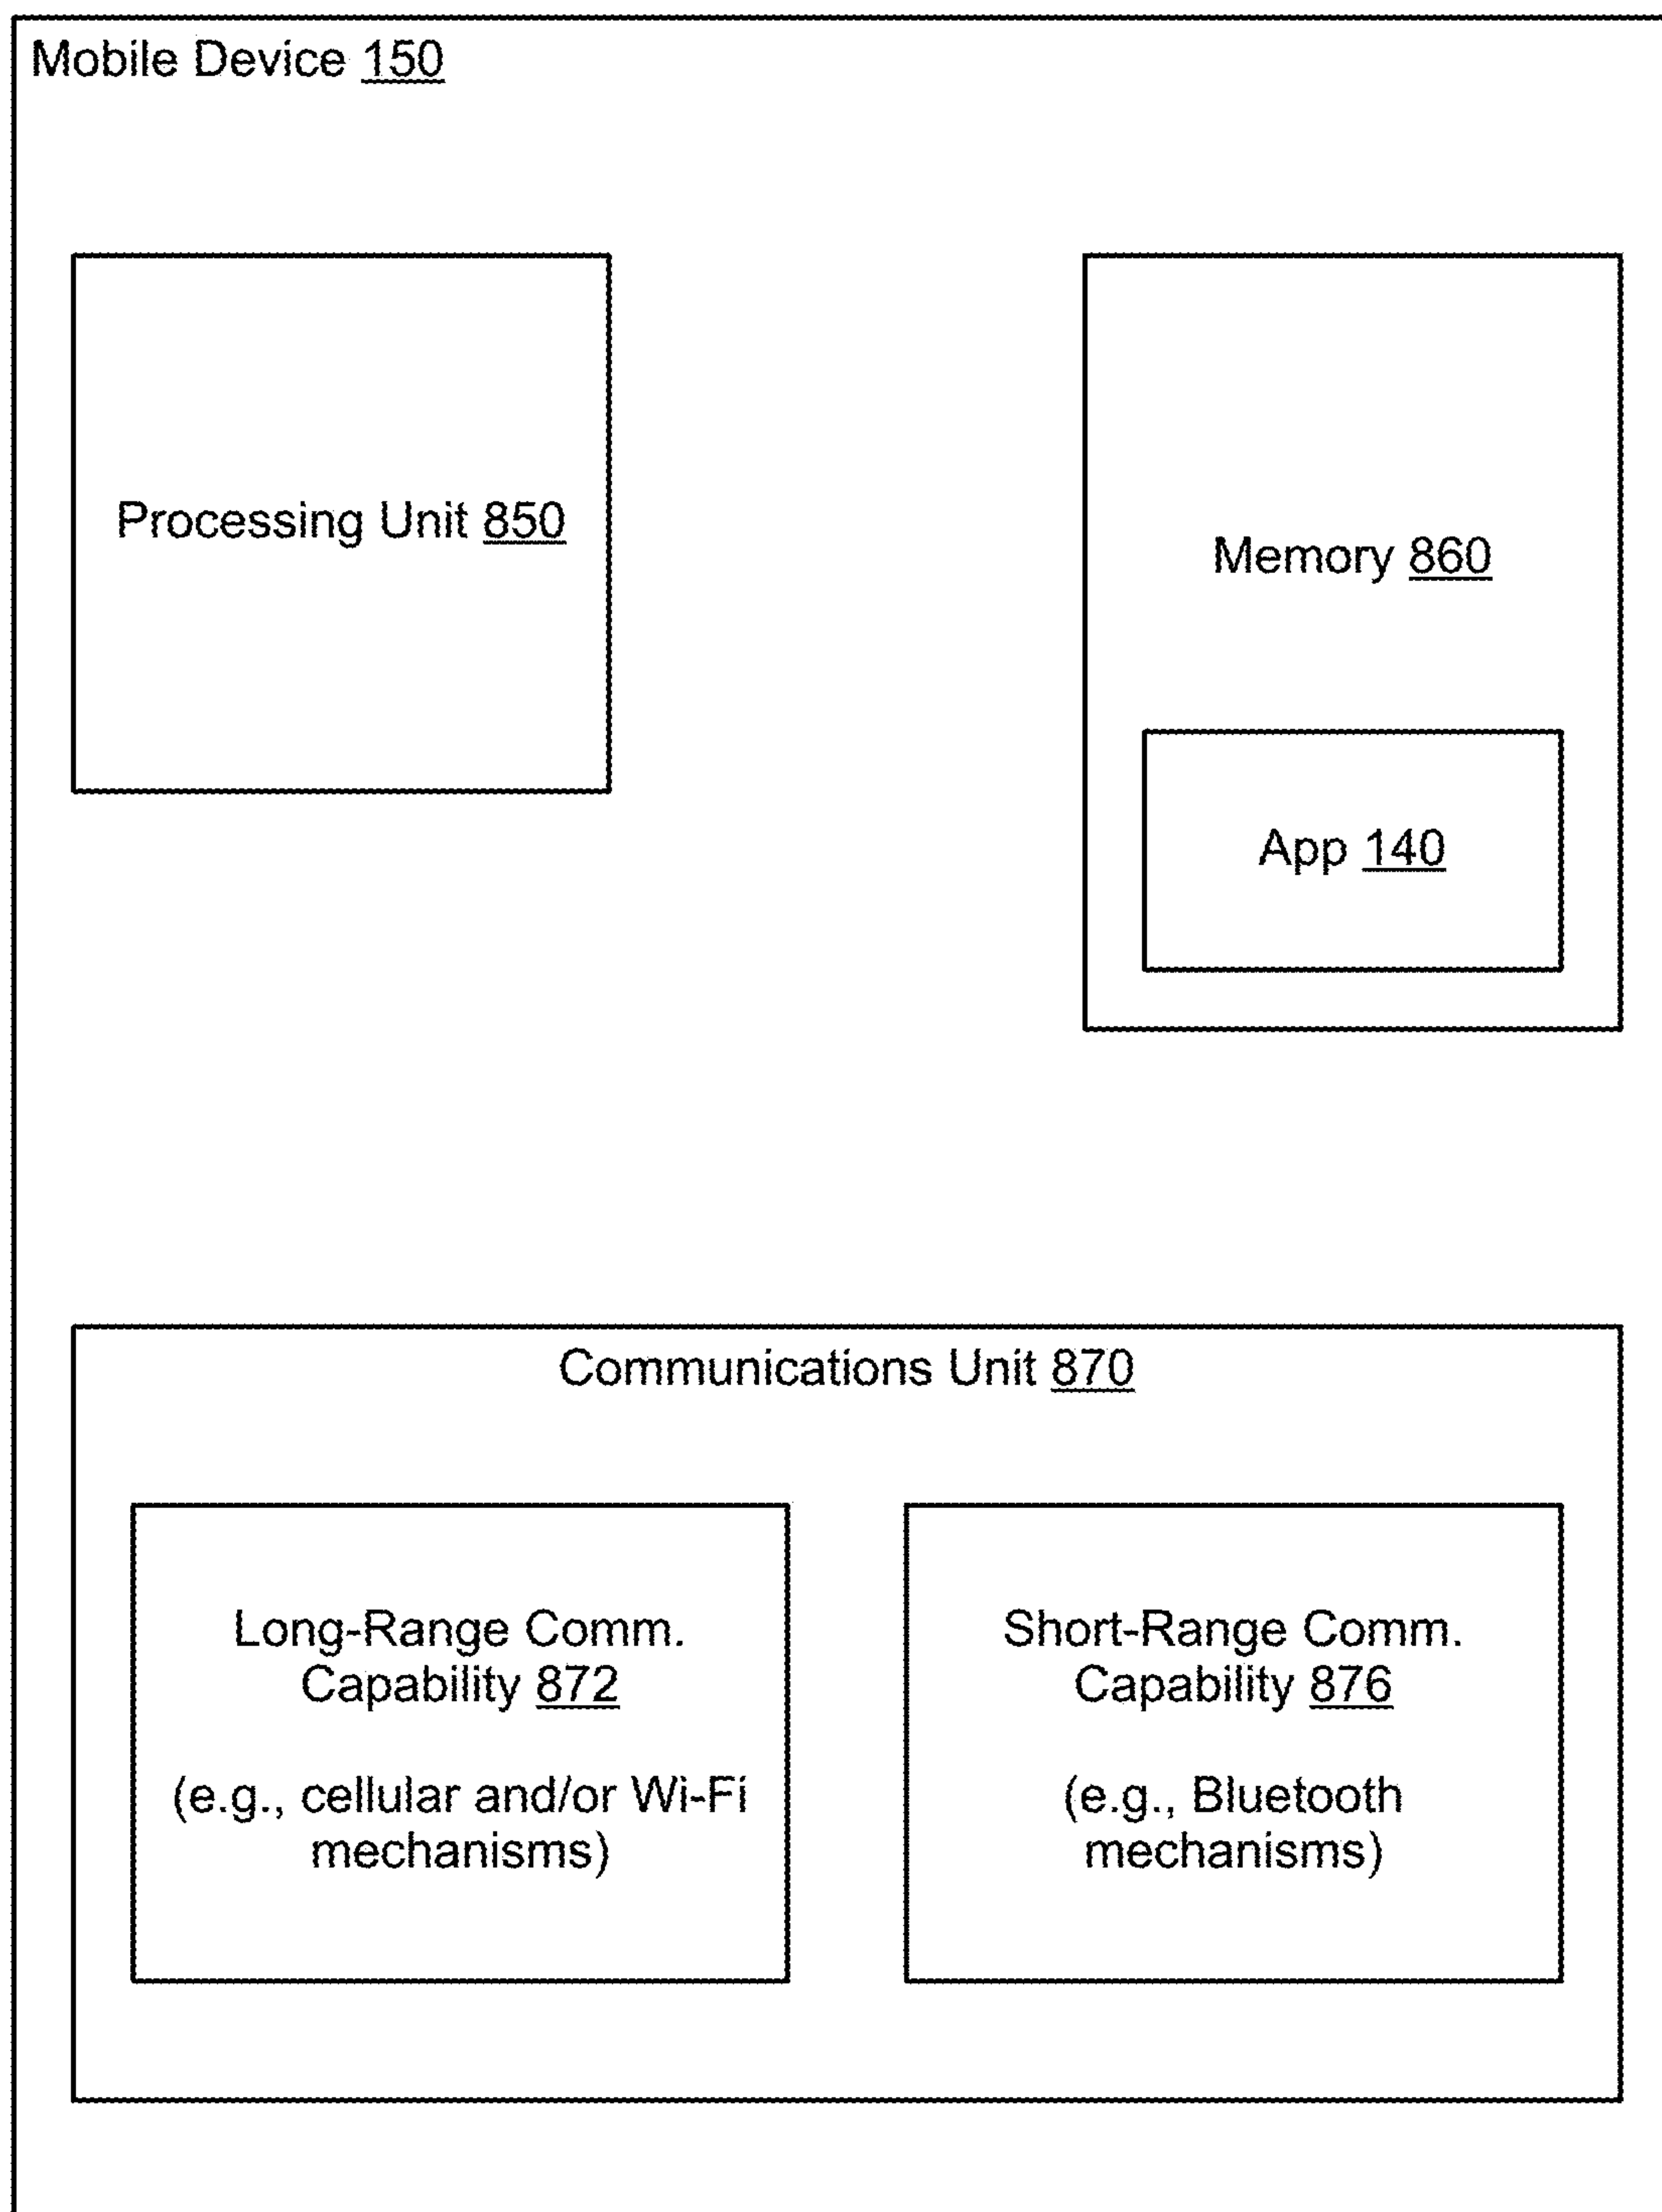 Mobile Device 150
Processing Unit 850
Memory 860
App 140
Communications Unit 870
Long-Range Comm.
Capability 872
(e.g., cellular and/or Wi-Fi
mechanisms)
Short-Range Comm.
Capability 876
(e.g., Bluetooth
mechanisms)